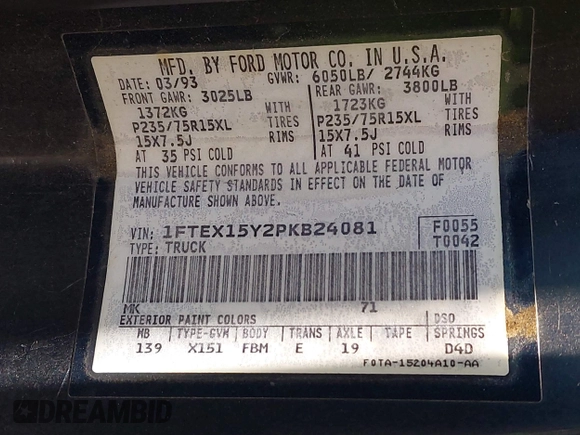 MFD. BY FORD MOTOR CO. IN U.S.A.
DATE: 03/93 GVWR: 6050LB/ 2744KG
FRONT GAWR: 3025LB REAR GAWR: 3800LB
1372KG WITH 1723KG WITH
P235/75R15XL TIRES P235/75R15XL TIRES
15X7.5J RIMS 15X7.5J RIMS
AT 35 PSI COLD AT 41 PSI COLD
THIS VEHICLE CONFORMS TO ALL APPLICABLE FEDERAL MOTOR
VEHICLE SAFETY STANDARDS IN EFFECT ON THE DATE OF
MANUFACTURE SHOWN ABOVE.
VIN: 1FTEX15Y2PKB24081 F0055
TYPE: TRUCK T0042
MK 71
EXTERIOR PAINT COLORS DSO
WB TYPE-GVW BODY TRANS AXLE TAPE SPRINGS
139 X151 FBM E 19 D4D
F0TA-15204A10-AA
DREAMBID